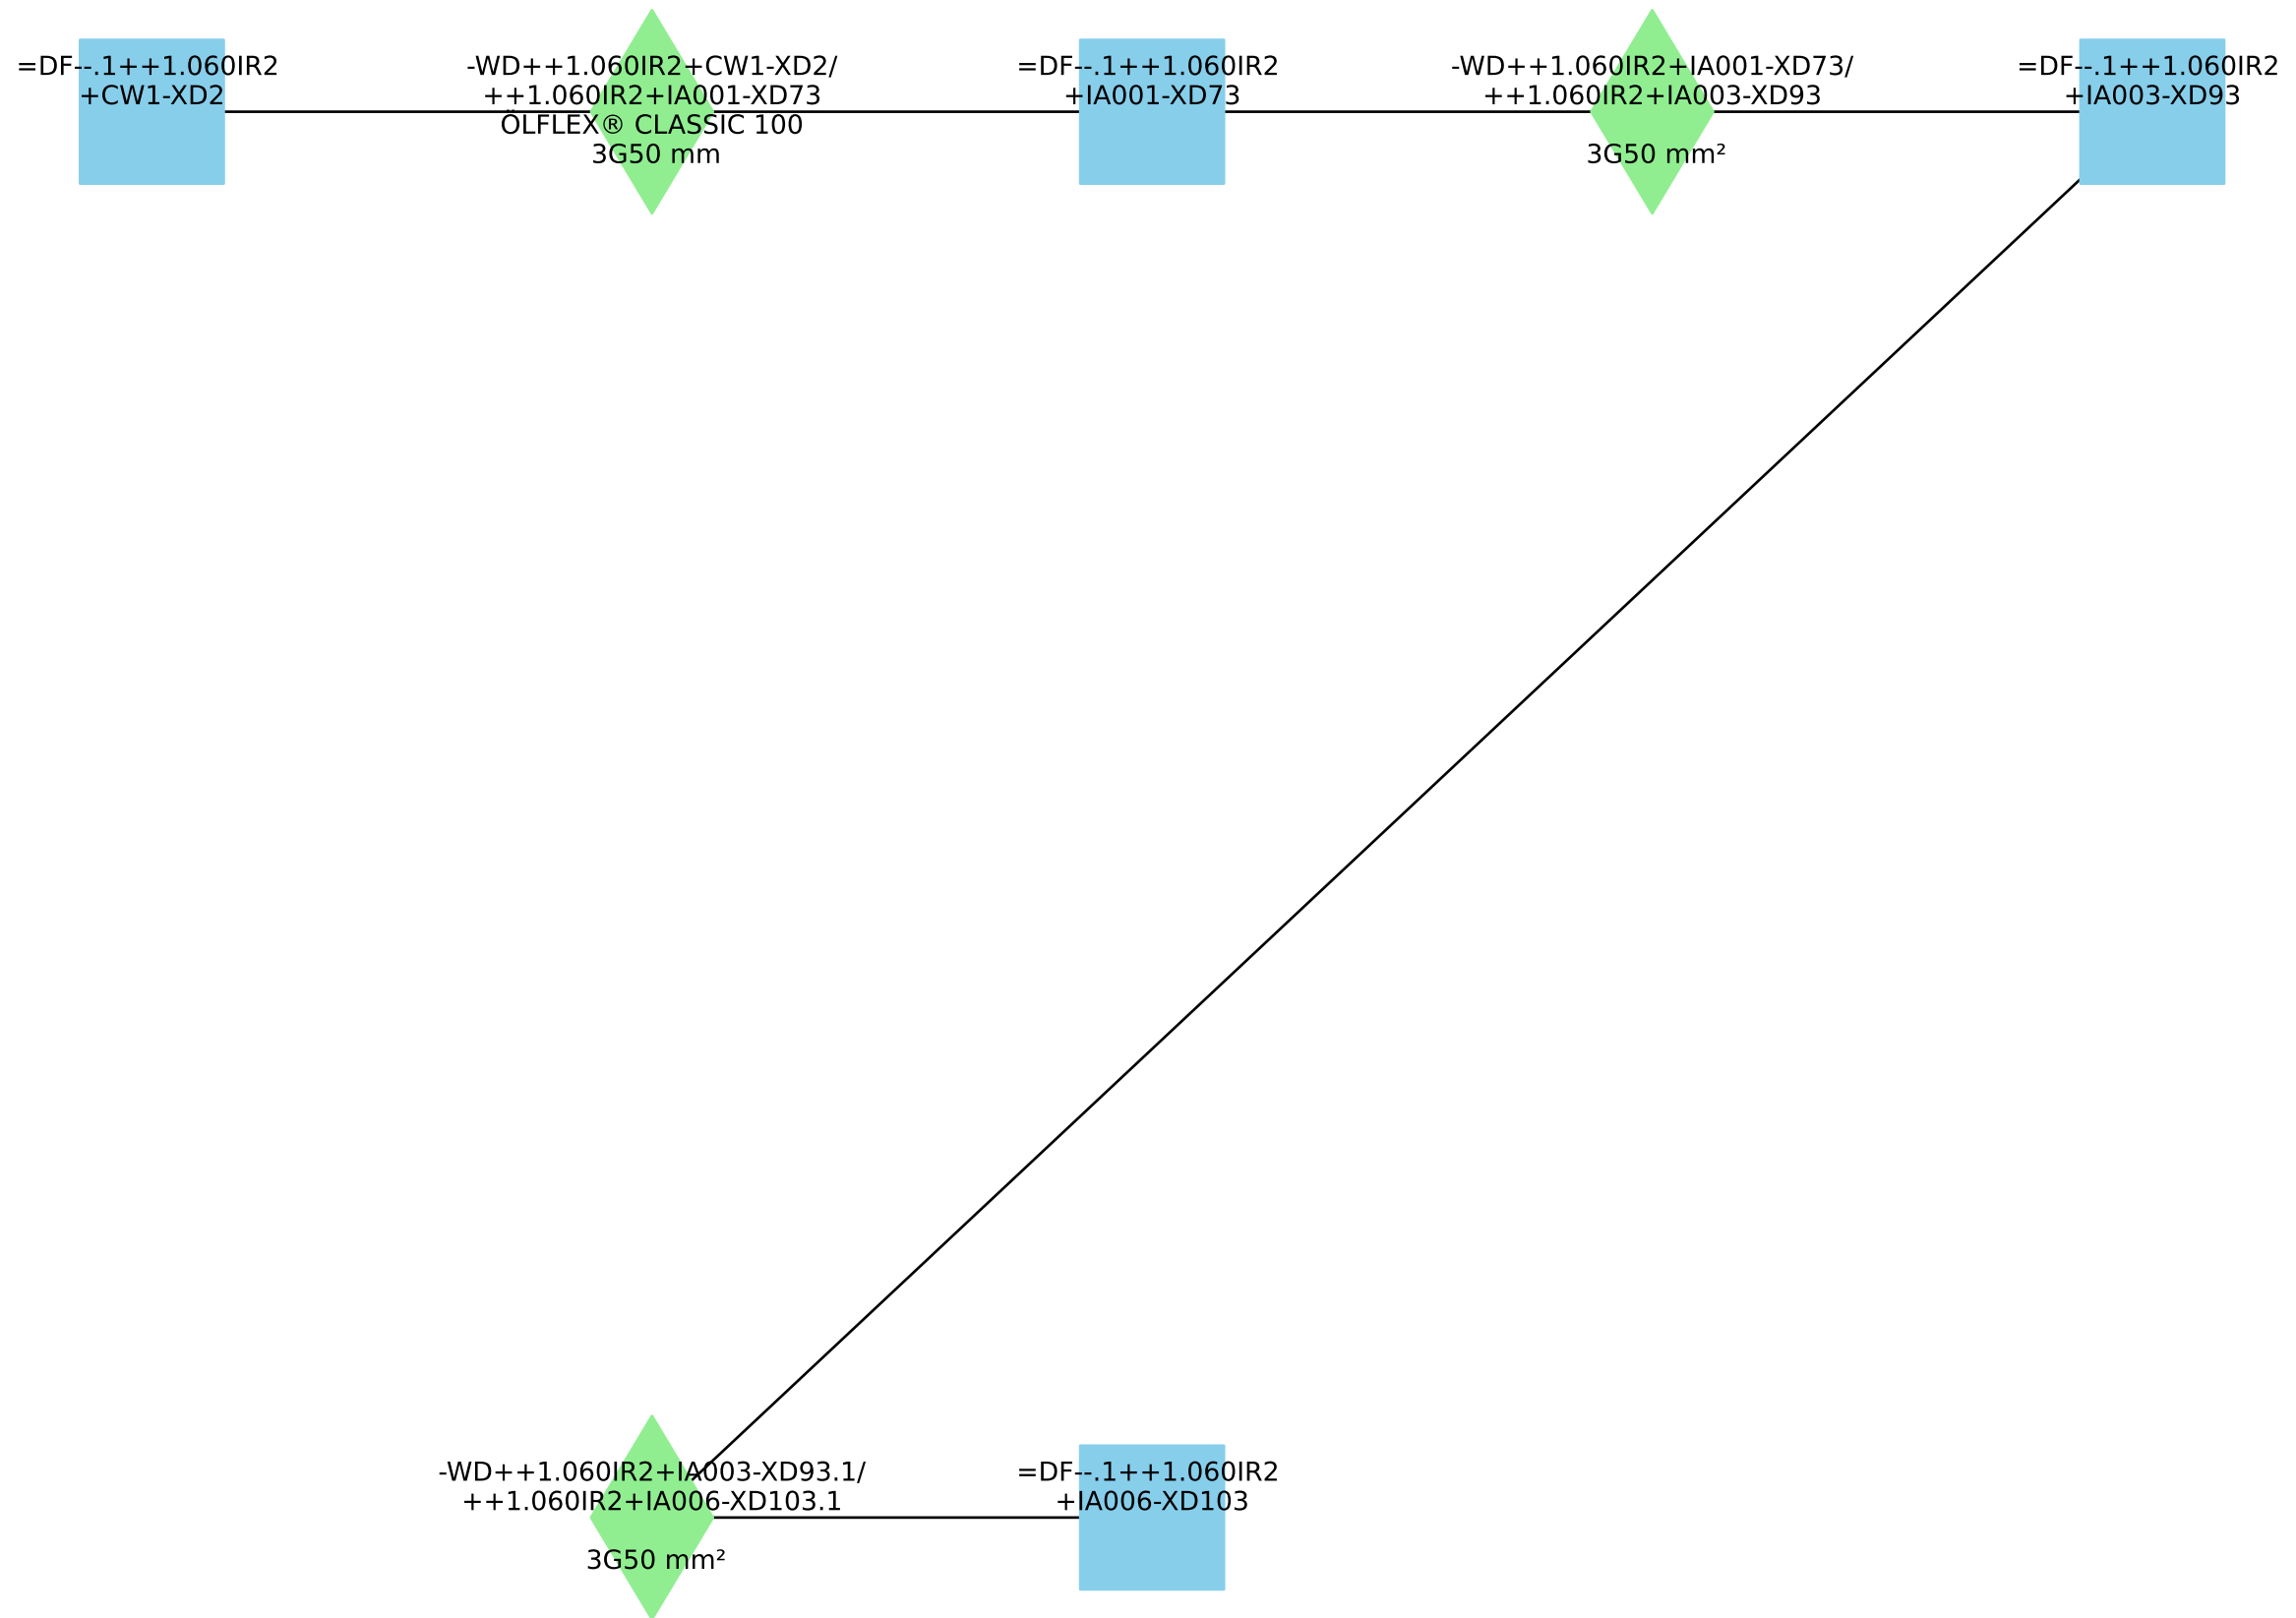 =DF--.1++1.060IR2
+CW1-XD2
-WD++1.060IR2+CW1-XD2/
++1.060IR2+IA001-XD73
ÖLFLEX® CLASSIC 100
3G50 mm
=DF--.1++1.060IR2
+IA001-XD73
-WD++1.060IR2+IA001-XD73/
++1.060IR2+IA003-XD93
3G50 mm²
=DF--.1++1.060IR2
+IA003-XD93
-WD++1.060IR2+IA003-XD93.1/
++1.060IR2+IA006-XD103.1
3G50 mm²
=DF--.1++1.060IR2
+IA006-XD103